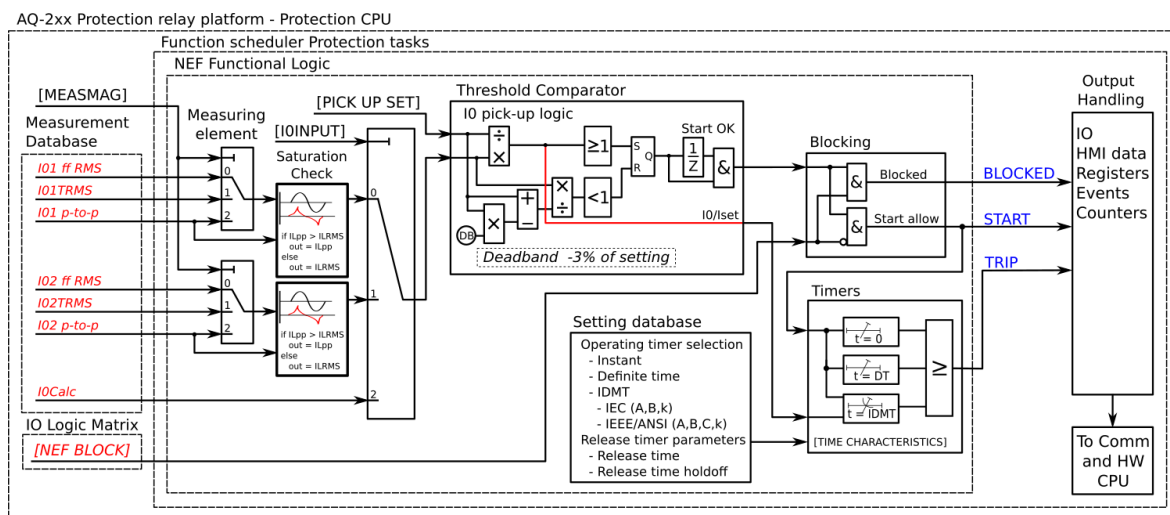 AQ-2xx Protection relay platform - Protection CPU
Function scheduler Protection tasks
NEF Functional Logic
[MEASMAG]
Measurement
Database
I01 ff RMS
I01TRMS
I01 p-to-p
I02 ff RMS
I02TRMS
I02 p-to-p
I0Calc
IO Logic Matrix
[NEF BLOCK]
Measuring
element
0
1
2
0
1
2
[I0INPUT]
Saturation
Check
if ILpp > ILRMS
out = ILpp
else
out = ILRMS
if ILpp > ILRMS
out = ILpp
else
out = ILRMS
0
1
2
[PICK UP SET]
Threshold Comparator
I0 pick-up logic
÷
×
≥1
S
R
Q
Start OK
1
Z
&
×
÷
<1
+
−
×
DB
I0/Iset
Deadband -3% of setting
Blocking
&
Blocked
&
Start allow
BLOCKED
START
TRIP
Timers
t = 0
t = DT
t = IDMT
≥
[TIME CHARACTERISTICS]
Setting database
Operating timer selection
- Instant
- Definite time
- IDMT
- IEC (A,B,k)
- IEEE/ANSI (A,B,C,k)
Release timer parameters
- Release time
- Release time holdoff
Output
Handling
IO
HMI data
Registers
Events
Counters
To Comm
and HW
CPU